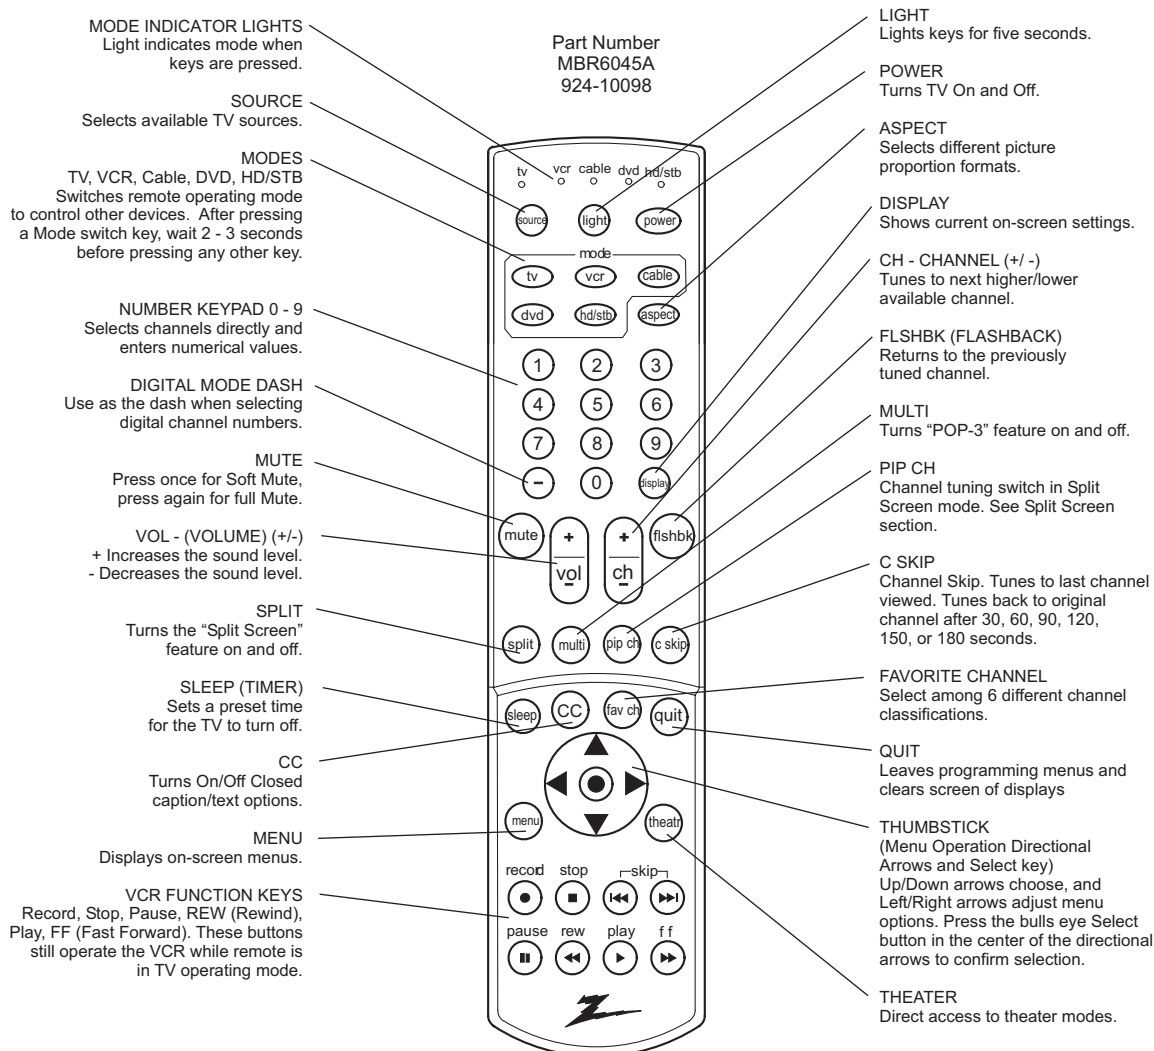 MODE INDICATOR LIGHTS
Light indicates mode when
keys are pressed.
SOURCE
Selects available TV sources.
MODES
TV, VCR, Cable, DVD, HD/STB
Switches remote operating mode
to control other devices. After pressing
a Mode switch key, wait 2 - 3 seconds
before pressing any other key.
NUMBER KEYPAD 0 - 9
Selects channels directly and
enters numerical values.
DIGITAL MODE DASH
Use as the dash when selecting
digital channel numbers.
MUTE
Press once for Soft Mute,
press again for full Mute.
VOL - (VOLUME) (+/-)
+ Increases the sound level.
- Decreases the sound level.
SPLIT
Turns the “Split Screen”
feature on and off.
SLEEP (TIMER)
Sets a preset time
for the TV to turn off.
CC
Turns On/Off Closed
caption/text options.
MENU
Displays on-screen menus.
VCR FUNCTION KEYS
Record, Stop, Pause, REW (Rewind),
Play, FF (Fast Forward). These buttons
still operate the VCR while remote is
in TV operating mode.
Part Number
MBR6045A
924-10098
tv vcr cable dvd hd/stb
source light power
mode
tv vcr cable
dvd hd/stb aspect
1 2 3
4 5 6
7 8 9
- 0 display
mute + + flshbk
vol ch
- -
split multi pip ch c skip
sleep CC fav ch quit
menu theatr
record stop skip
pause rew play f f
LIGHT
Lights keys for five seconds.
POWER
Turns TV On and Off.
ASPECT
Selects different picture
proportion formats.
DISPLAY
Shows current on-screen settings.
CH - CHANNEL (+/ -)
Tunes to next higher/lower
available channel.
FLSHBK (FLASHBACK)
Returns to the previously
tuned channel.
MULTI
Turns “POP-3” feature on and off.
PIP CH
Channel tuning switch in Split
Screen mode. See Split Screen
section.
C SKIP
Channel Skip. Tunes to last channel
viewed. Tunes back to original
channel after 30, 60, 90, 120,
150, or 180 seconds.
FAVORITE CHANNEL
Select among 6 different channel
classifications.
QUIT
Leaves programming menus and
clears screen of displays
THUMBSTICK
(Menu Operation Directional
Arrows and Select key)
Up/Down arrows choose, and
Left/Right arrows adjust menu
options. Press the bulls eye Select
button in the center of the directional
arrows to confirm selection.
THEATER
Direct access to theater modes.